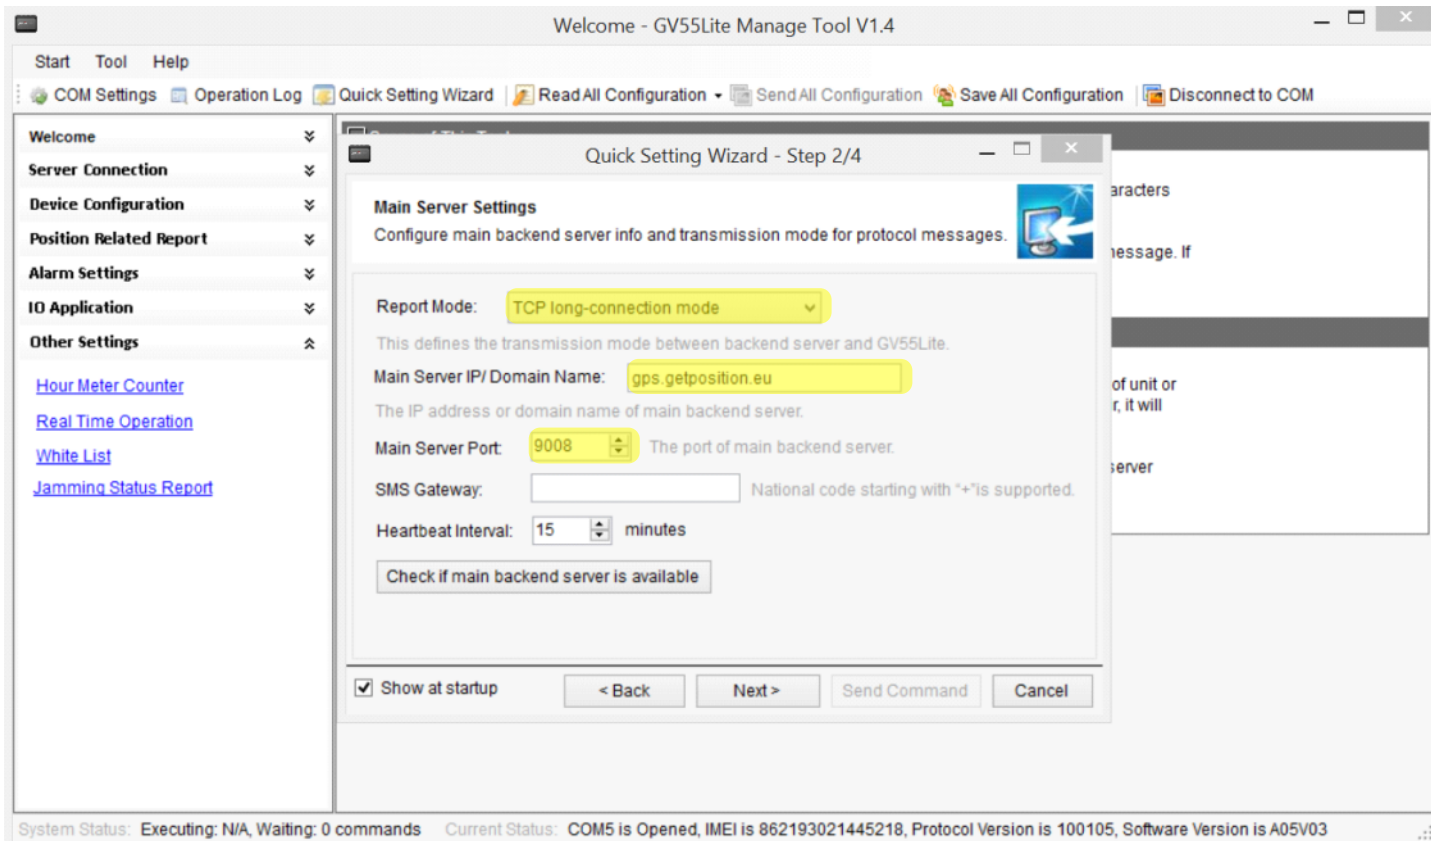 Welcome - GV55Lite Manage Tool V1.4
Start Tool Help
COM Settings Operation Log Quick Setting Wizard Read All Configuration Send All Configuration Save All Configuration Disconnect to COM
Welcome
Server Connection
Device Configuration
Position Related Report
Alarm Settings
IO Application
Other Settings
Hour Meter Counter
Real Time Operation
White List
Jamming Status Report
Quick Setting Wizard - Step 2/4
Main Server Settings
Configure main backend server info and transmission mode for protocol messages.
Report Mode: TCP long-connection mode
This defines the transmission mode between backend server and GV55Lite.
Main Server IP/ Domain Name: gps.getposition.eu
The IP address or domain name of main backend server.
Main Server Port: 9008 The port of main backend server.
SMS Gateway: National code starting with "+"is supported.
Heartbeat Interval: 15 minutes
Check if main backend server is available
Show at startup < Back Next > Send Command Cancel
aracters
essage. If
of unit or
r, it will
server
System Status: Executing: N/A, Waiting: 0 commands Current Status: COM5 is Opened, IMEI is 862193021445218, Protocol Version is 100105, Software Version is A05V03